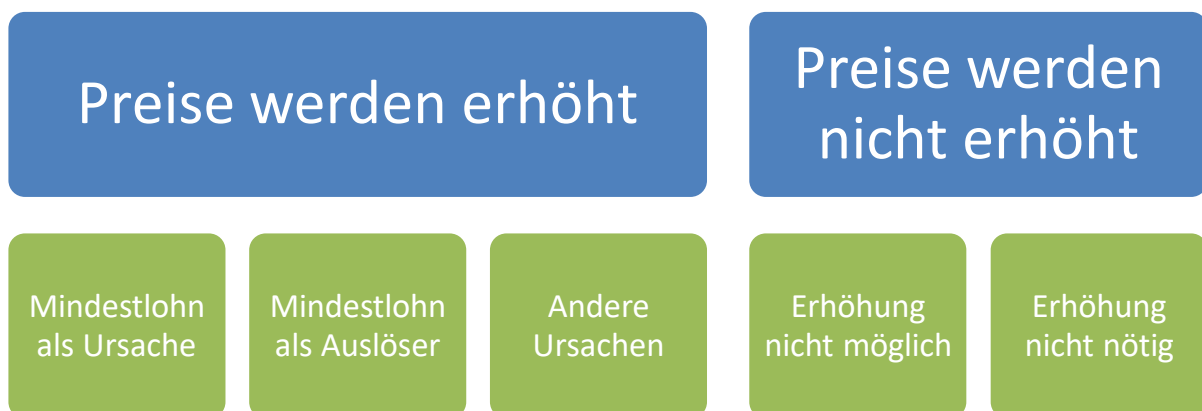 Preise werden erhöht
Preise werden
nicht erhöht
Mindestlohn
als Ursache
Mindestlohn
als Auslöser
Andere
Ursachen
Erhöhung
nicht möglich
Erhöhung
nicht nötig